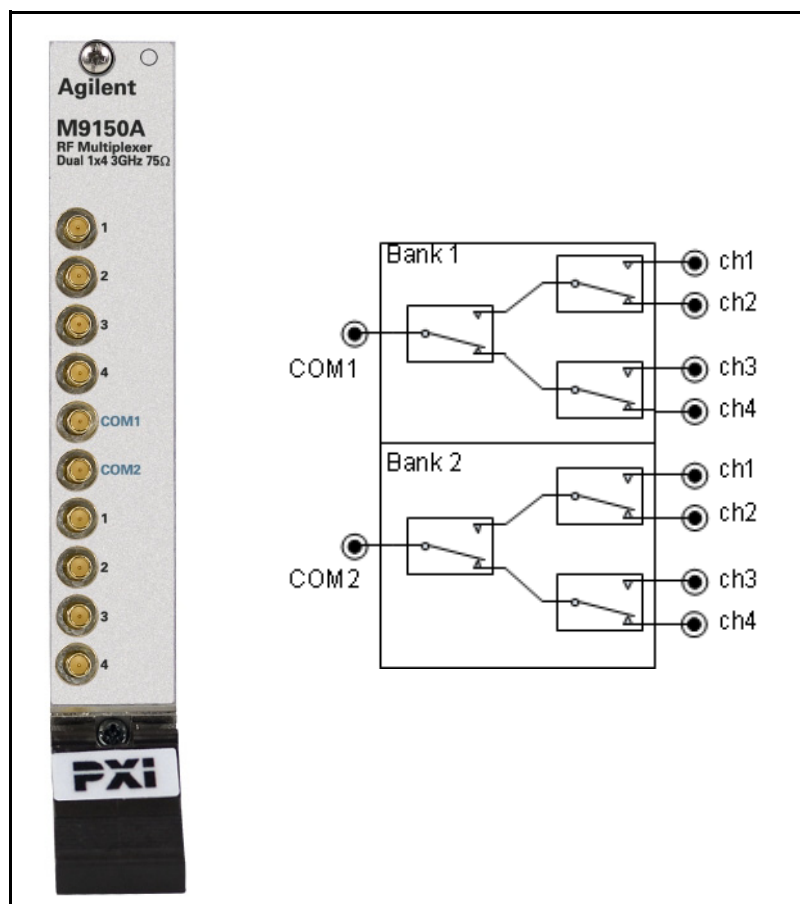 Agilent
M9150A
RF Multiplexer
Dual 1x4 3GHz 75Ω
1
2
3
4
COM1
COM2
1
2
3
4
PXI
Bank 1
COM1
ch1
ch2
ch3
ch4
Bank 2
COM2
ch1
ch2
ch3
ch4